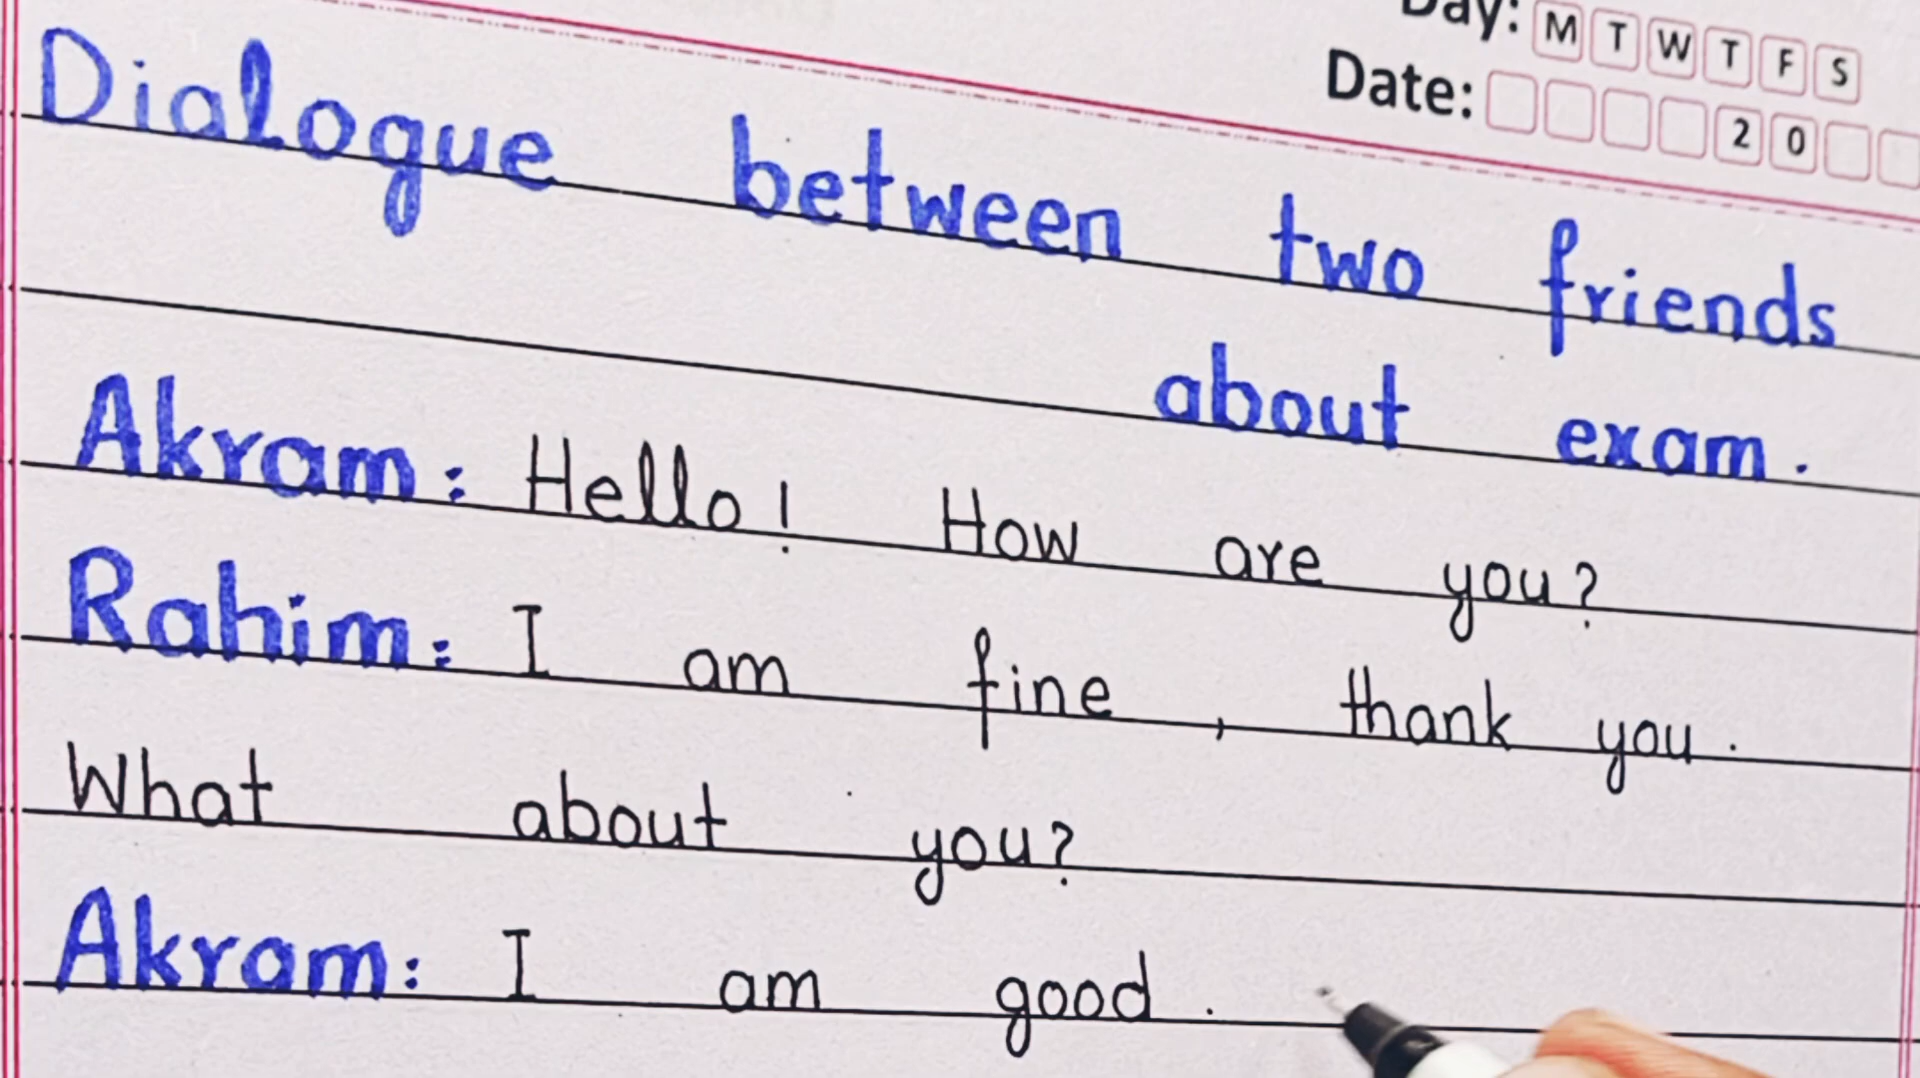 Day: M T W T F S
Date: 2 0
Dialogue between two friends
about exam.
Akram: Hello! How are you?
Rahim: I am fine, thank you.
What about you?
Akram: I am good.